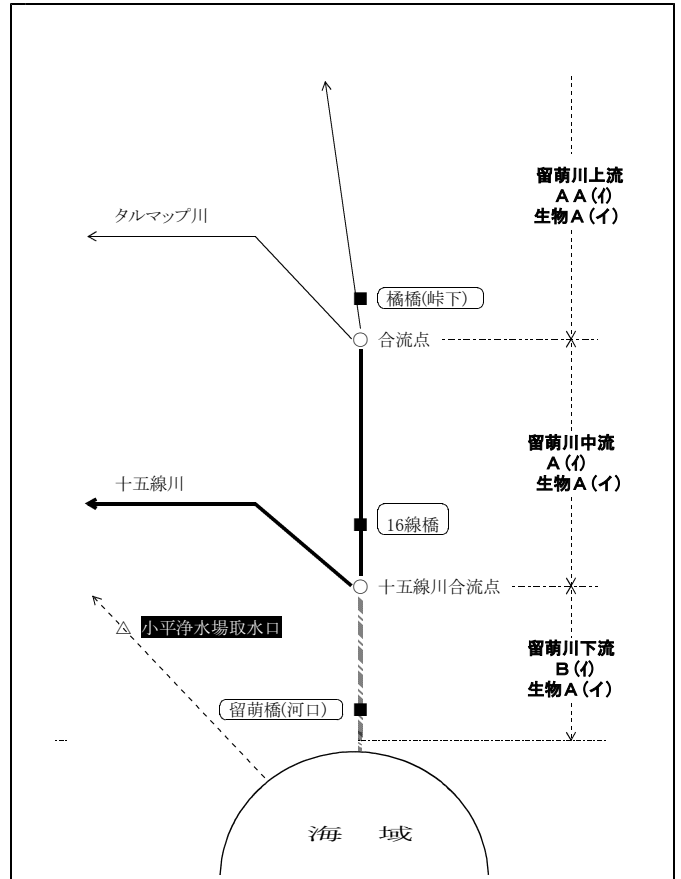 留萌川上流
ＡＡ(ｲ)
生物Ａ(イ)
タルマップ川
橘橋(峠下)
合流点
留萌川中流
Ａ(ｲ)
生物Ａ(イ)
十五線川
16線橋
十五線川合流点
小平浄水場取水口
留萌川下流
Ｂ(ｲ)
生物Ａ(イ)
留萌橋(河口)
海　域